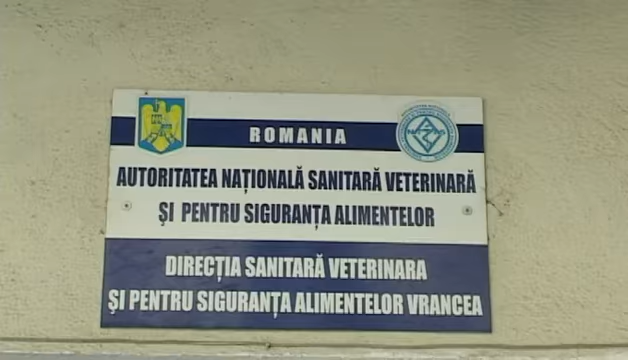 ROMANIA
AUTORITATEA NAȚIONALĂ SANITARĂ VETERINARĂ
ȘI PENTRU SIGURANȚA ALIMENTELOR
DIRECȚIA SANITARĂ VETERINARA
ȘI PENTRU SIGURANȚA ALIMENTELOR VRANCEA